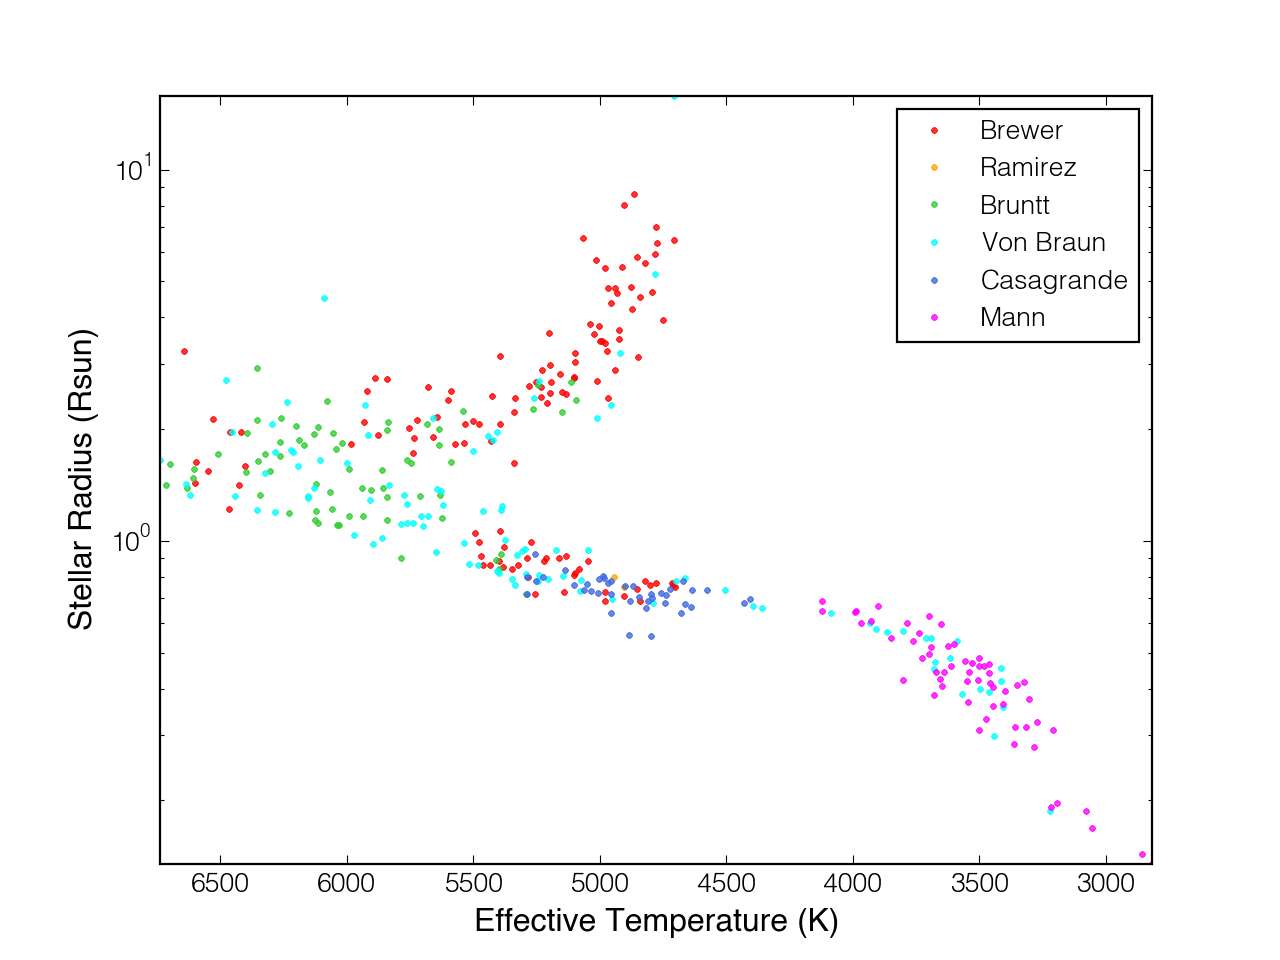 Brewer
Ramirez
Bruntt
Von Braun
Casagrande
Mann
10^1
10^0
Stellar Radius (Rsun)
6500 6000 5500 5000 4500 4000 3500 3000
Effective Temperature (K)